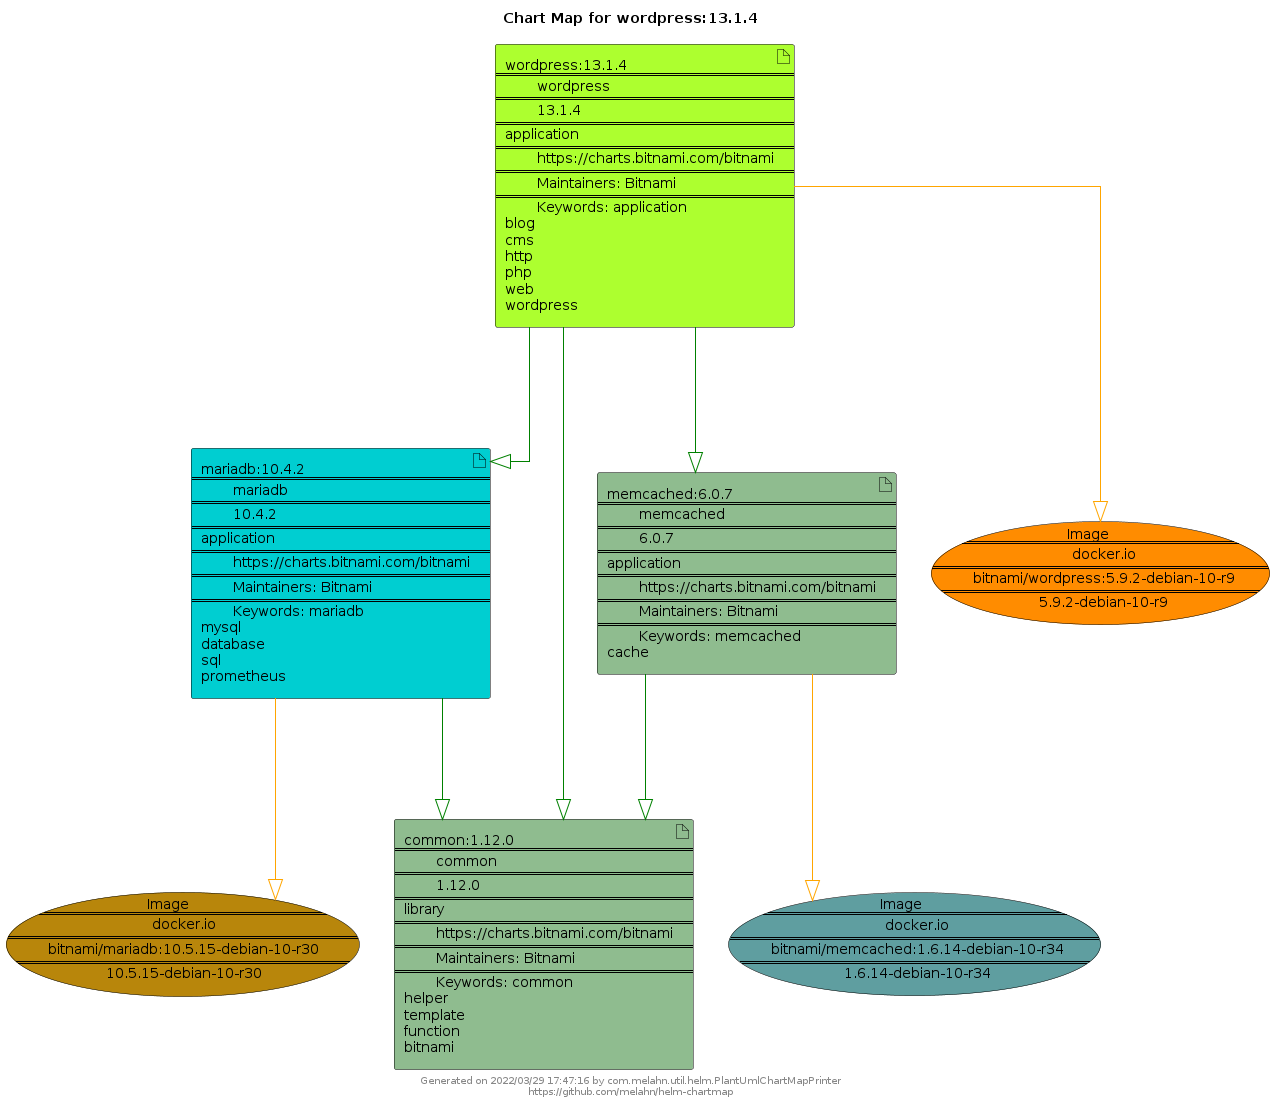 Chart Map for wordpress:13.1.4
wordpress:13.1.4
wordpress
13.1.4
application
https://charts.bitnami.com/bitnami
Maintainers: Bitnami
Keywords: application
blog
cms
http
php
web
wordpress
mariadb:10.4.2
mariadb
10.4.2
application
https://charts.bitnami.com/bitnami
Maintainers: Bitnami
Keywords: mariadb
mysql
database
sql
prometheus
memcached:6.0.7
memcached
6.0.7
application
https://charts.bitnami.com/bitnami
Maintainers: Bitnami
Keywords: memcached
cache
Image
docker.io
bitnami/wordpress:5.9.2-debian-10-r9
5.9.2-debian-10-r9
Image
docker.io
bitnami/mariadb:10.5.15-debian-10-r30
10.5.15-debian-10-r30
common:1.12.0
common
1.12.0
library
https://charts.bitnami.com/bitnami
Maintainers: Bitnami
Keywords: common
helper
template
function
bitnami
Image
docker.io
bitnami/memcached:1.6.14-debian-10-r34
1.6.14-debian-10-r34
Generated on 2022/03/29 17:47:16 by com.melahn.util.helm.PlantUmlChartMapPrinter
https://github.com/melahn/helm-chartmap